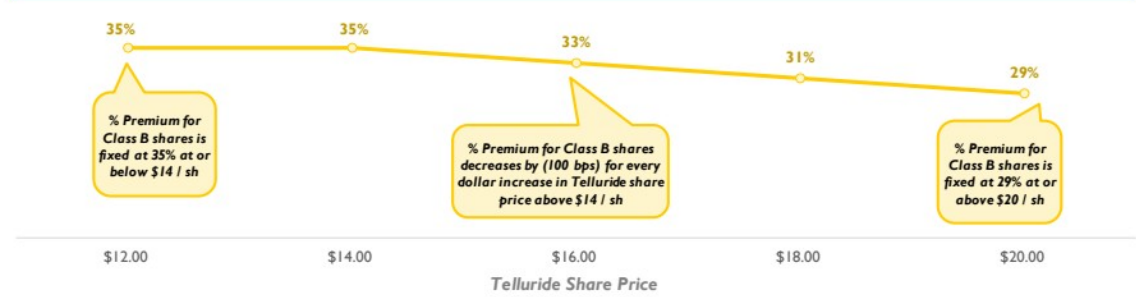 35%
35%
33%
31%
29%
% Premium for
Class B shares is
fixed at 35% at or
below $14 / sh
% Premium for Class B shares
decreases by (100 bps) for every
dollar increase in Telluride share
price above $14 / sh
% Premium for
Class B shares is
fixed at 29% at or
above $20 / sh
$12.00
$14.00
$16.00
$18.00
$20.00
Telluride Share Price